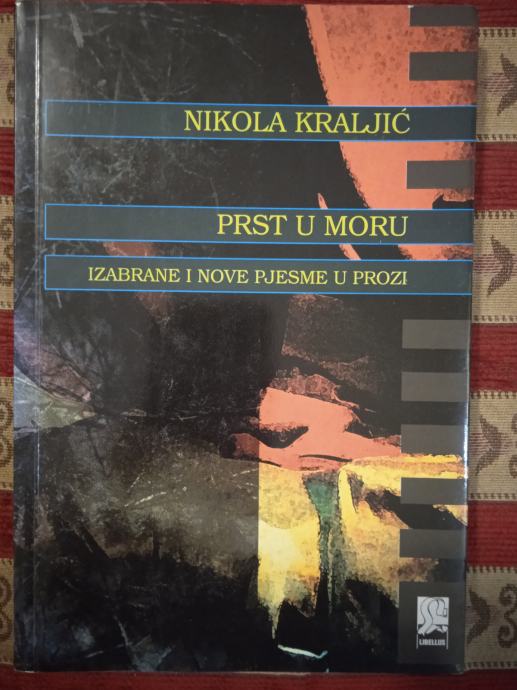 NIKOLA KRALJIĆ
PRST U MORU
IZABRANE I NOVE PJESME U PROZI
LIBELLUS